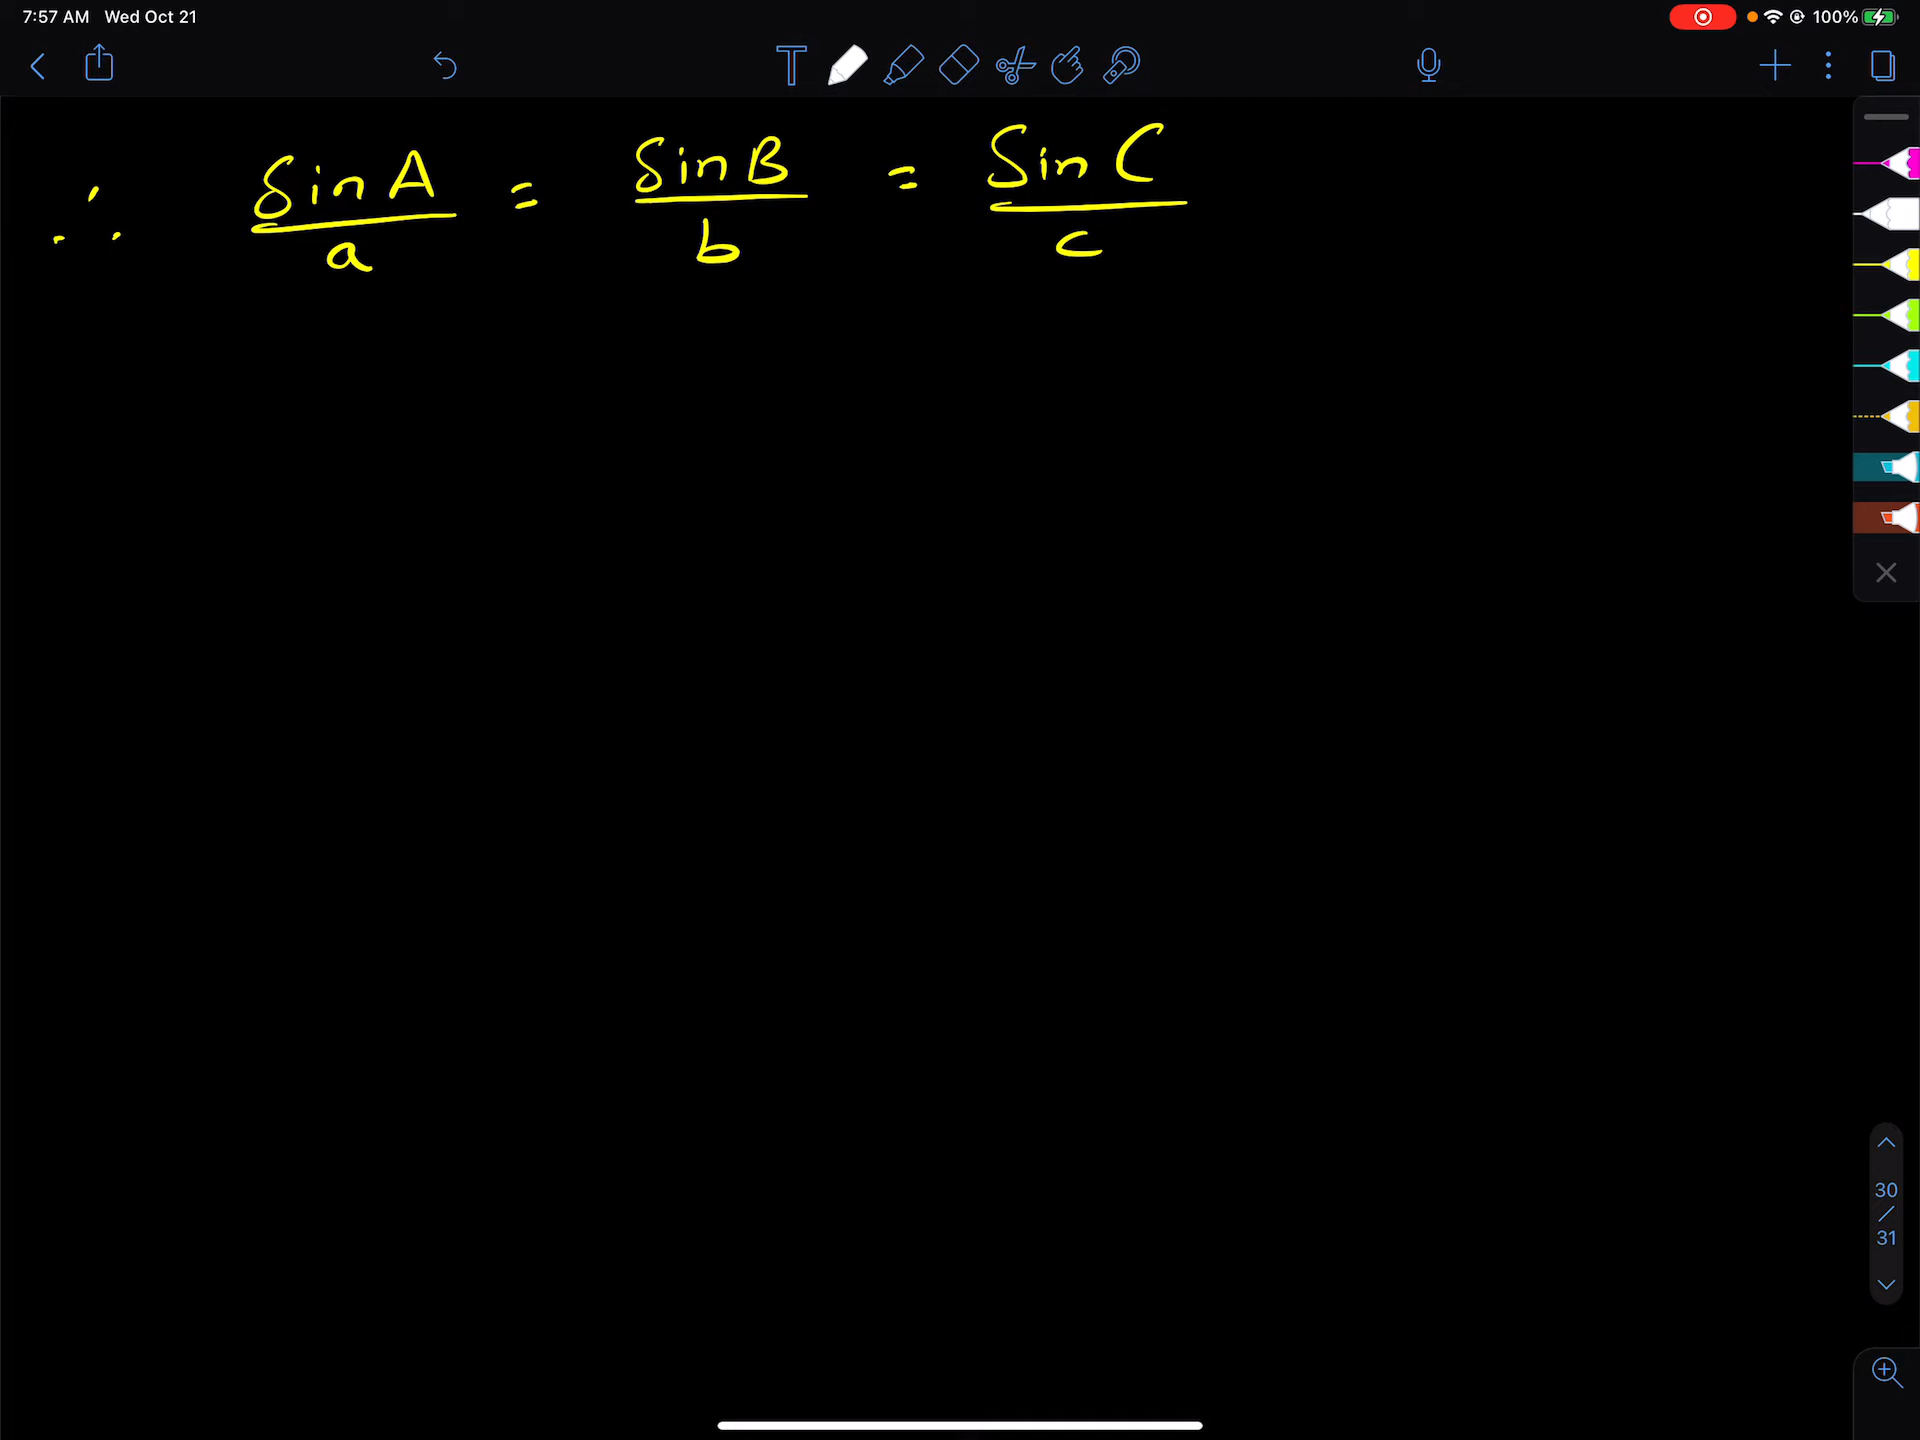 7:57 AM Wed Oct 21 100%
∴ sin A / a = sin B / b = sin C / c
30
/
31